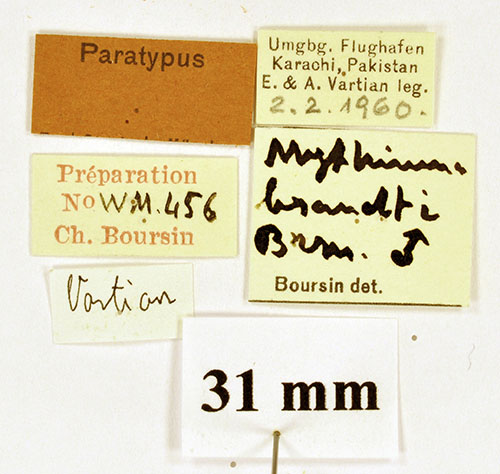 Paratypus
Umgbg. Flughafen
Karachi, Pakistan
E. & A. Vartian leg.
2.2.1960.
Préparation
No WM.456
Ch. Boursin
Mythimna
brandti
Brsn. ♂
Boursin det.
Vartian
31 mm